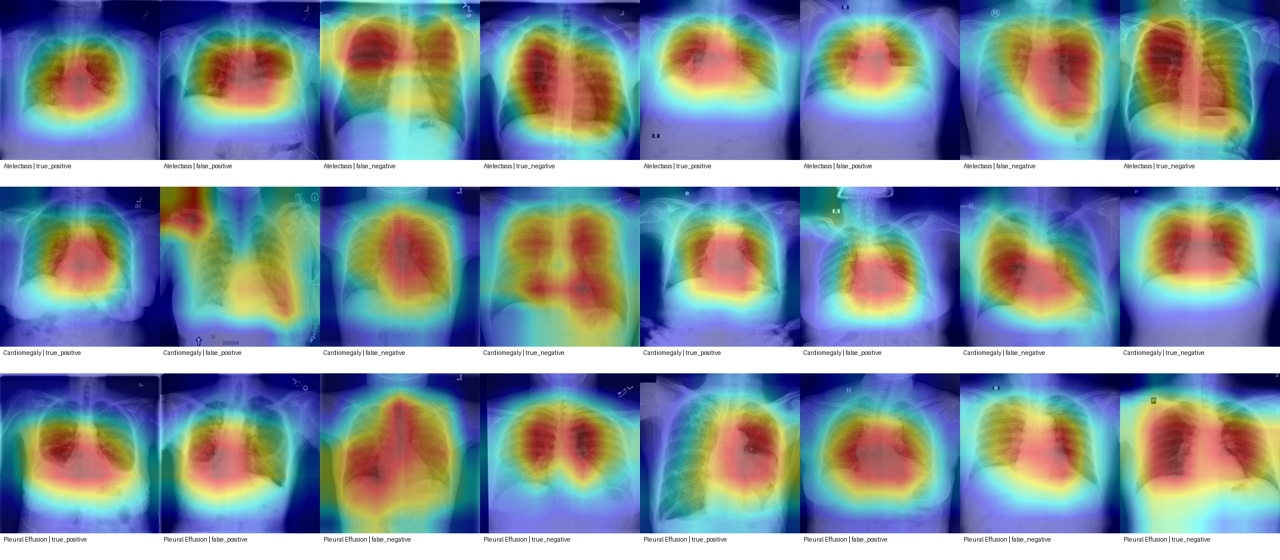 Atelectasis | true_positive
Atelectasis | false_positive
Atelectasis | false_negative
Atelectasis | true_negative
Atelectasis | true_positive
Atelectasis | false_positive
Atelectasis | false_negative
Atelectasis | true_negative
Cardiomegaly | true_positive
Cardiomegaly | false_positive
Cardiomegaly | false_negative
Cardiomegaly | true_negative
Cardiomegaly | true_positive
Cardiomegaly | false_positive
Cardiomegaly | false_negative
Cardiomegaly | true_negative
Pleural Effusion | true_positive
Pleural Effusion | false_positive
Pleural Effusion | false_negative
Pleural Effusion | true_negative
Pleural Effusion | true_positive
Pleural Effusion | false_positive
Pleural Effusion | false_negative
Pleural Effusion | true_negative